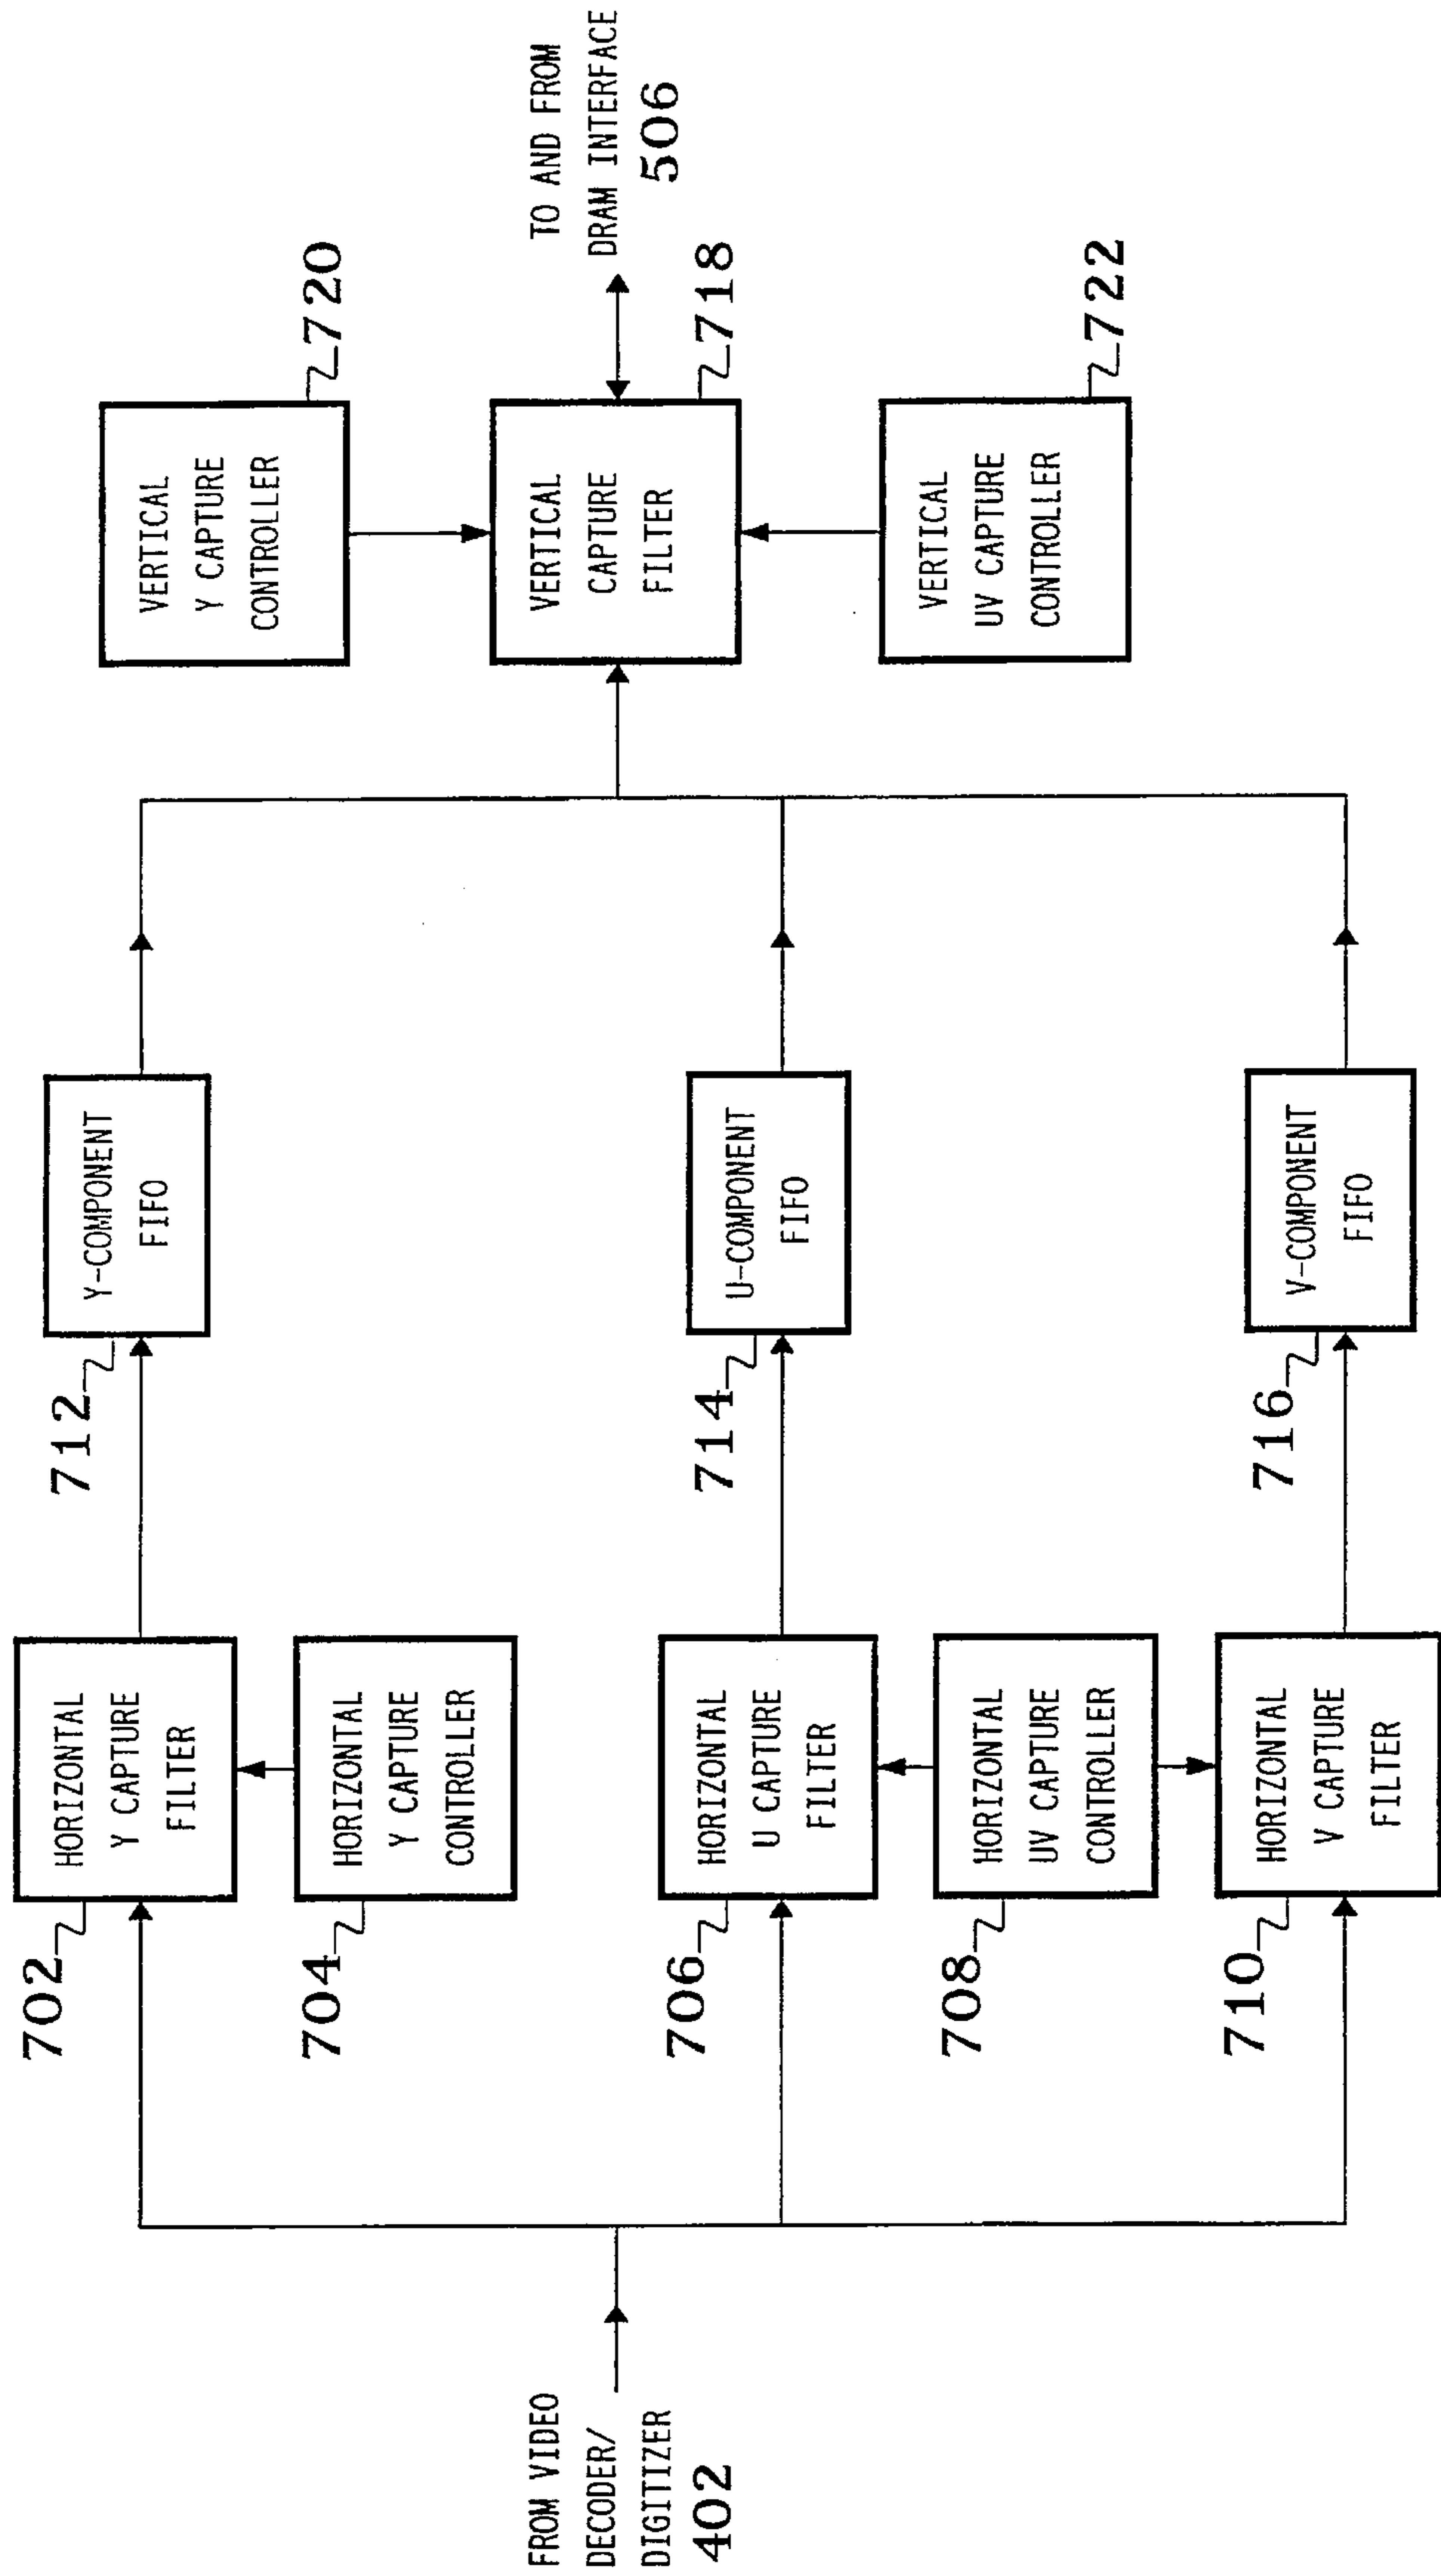 FROM VIDEO
DECODER/
DIGITIZER
402
702
HORIZONTAL
Y CAPTURE
FILTER
704
HORIZONTAL
Y CAPTURE
CONTROLLER
706
HORIZONTAL
U CAPTURE
FILTER
708
HORIZONTAL
UV CAPTURE
CONTROLLER
710
HORIZONTAL
V CAPTURE
FILTER
712
Y-COMPONENT
FIFO
714
U-COMPONENT
FIFO
716
V-COMPONENT
FIFO
VERTICAL
Y CAPTURE
CONTROLLER
720
VERTICAL
CAPTURE
FILTER
718
VERTICAL
UV CAPTURE
CONTROLLER
722
TO AND FROM
DRAM INTERFACE
506